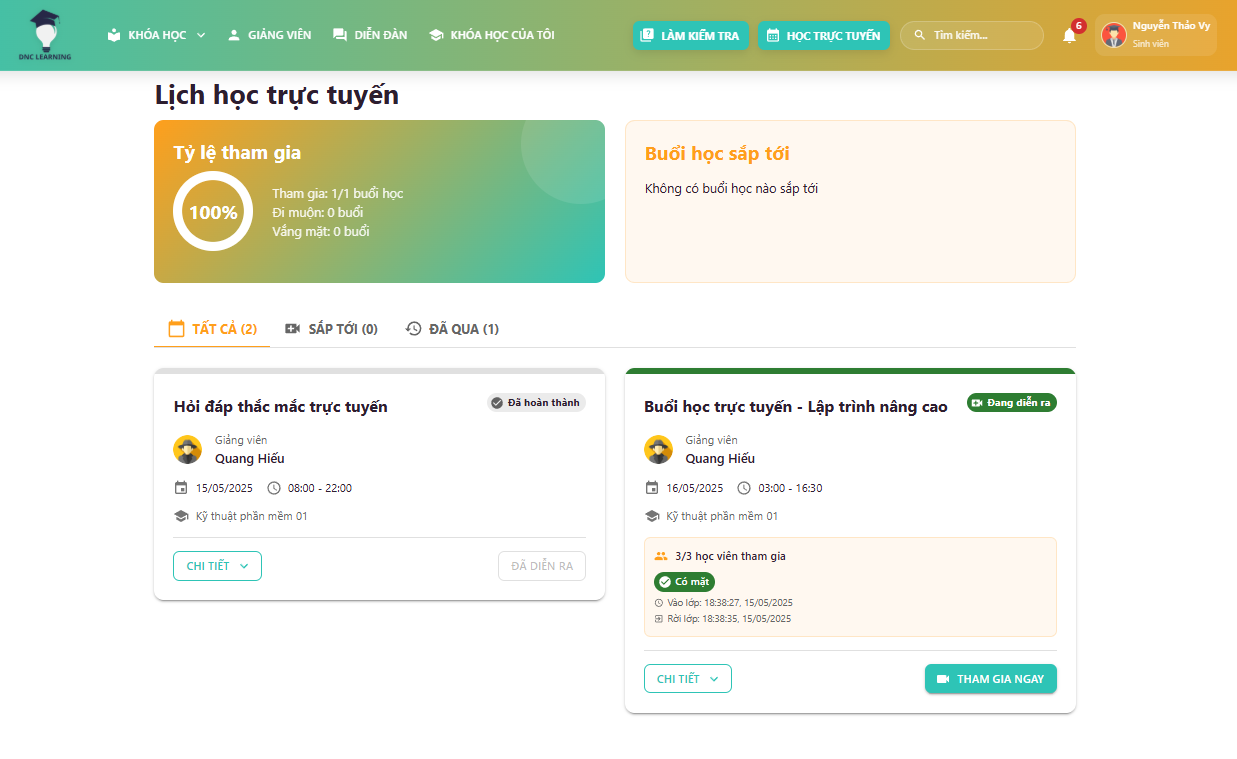 DNC LEARNING
KHÓA HỌC
GIẢNG VIÊN
DIỄN ĐÀN
KHÓA HỌC CỦA TÔI
LÀM KIỂM TRA
HỌC TRỰC TUYẾN
Tìm kiếm...
6
Nguyễn Thảo Vy
Sinh viên
Lịch học trực tuyến
Tỷ lệ tham gia
100%
Tham gia: 1/1 buổi học
Đi muộn: 0 buổi
Vắng mặt: 0 buổi
Buổi học sắp tới
Không có buổi học nào sắp tới
TẤT CẢ (2)
SẮP TỚI (0)
ĐÃ QUA (1)
Hỏi đáp thắc mắc trực tuyến
Đã hoàn thành
Giảng viên
Quang Hiếu
15/05/2025
08:00 - 22:00
Kỹ thuật phần mềm 01
CHI TIẾT
ĐÃ DIỄN RA
Buổi học trực tuyến - Lập trình nâng cao
Đang diễn ra
Giảng viên
Quang Hiếu
16/05/2025
03:00 - 16:30
Kỹ thuật phần mềm 01
3/3 học viên tham gia
Có mặt
Vào lớp: 18:38:27, 15/05/2025
Rời lớp: 18:38:35, 15/05/2025
CHI TIẾT
THAM GIA NGAY